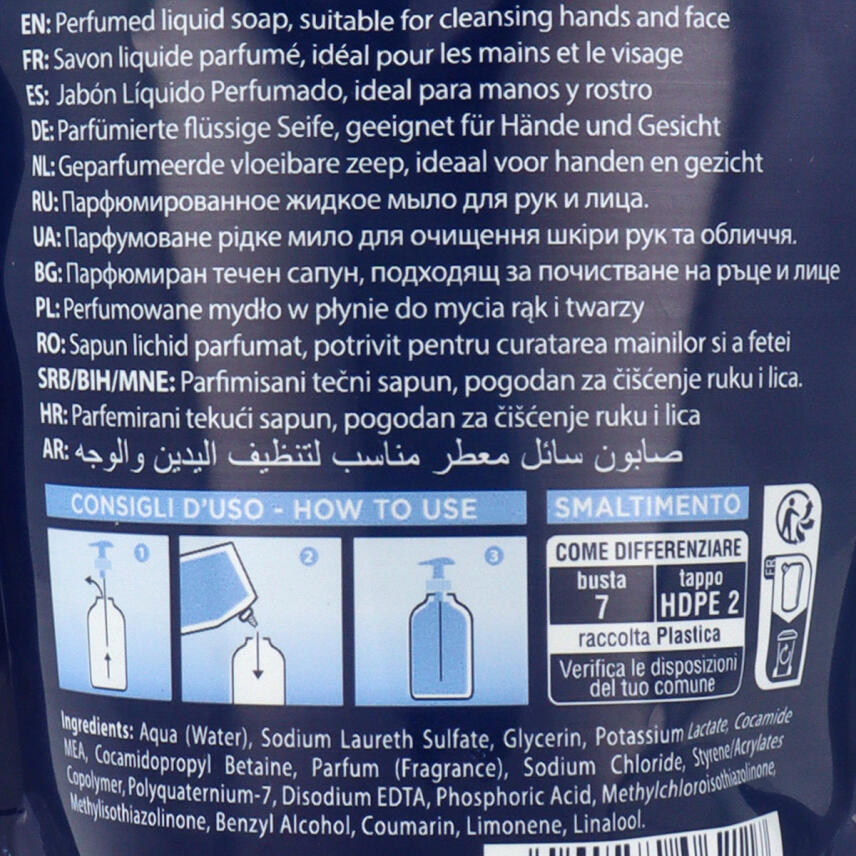 EN: Perfumed liquid soap, suitable for cleansing hands and face
FR: Savon liquide parfumé, idéal pour les mains et le visage
ES: Jabón Líquido Perfumado, ideal para manos y rostro
DE: Parfümierte flüssige Seife, geeignet für Hände und Gesicht
NL: Geparfumeerde vloeibare zeep, ideaal voor handen en gezicht
RU: Парфюмированное жидкое мыло для рук и лица.
UA: Парфумоване рідке мило для очищення шкіри рук та обличчя.
BG: Парфюмиран течен сапун, подходящ за почистване на ръце и лице
PL: Perfumowane mydło w płynie do mycia rąk i twarzy
RO: Sapun lichid parfumat, potrivit pentru curatarea mainilor si a fetei
SRB/BIH/MNE: Parfimisani tečni sapun, pogodan za čišćenje ruku i lica.
HR: Parfemirani tekući sapun, pogodan za čišćenje ruku i lica
AR: صابون سائل معطر مناسب لتنظيف اليدين والوجه
CONSIGLI D'USO - HOW TO USE
1 2 3
SMALTIMENTO
COME DIFFERENZIARE
busta tappo
7 HDPE 2
raccolta Plastica
Verifica le disposizioni
del tuo comune
FR
Ingredients: Aqua (Water), Sodium Laureth Sulfate, Glycerin, Potassium Lactate, Cocamide
MEA, Cocamidopropyl Betaine, Parfum (Fragrance), Sodium Chloride, Styrene/Acrylates
Copolymer, Polyquaternium-7, Disodium EDTA, Phosphoric Acid, Methylchloroisothiazolinone,
Methylisothiazolinone, Benzyl Alcohol, Coumarin, Limonene, Linalool.